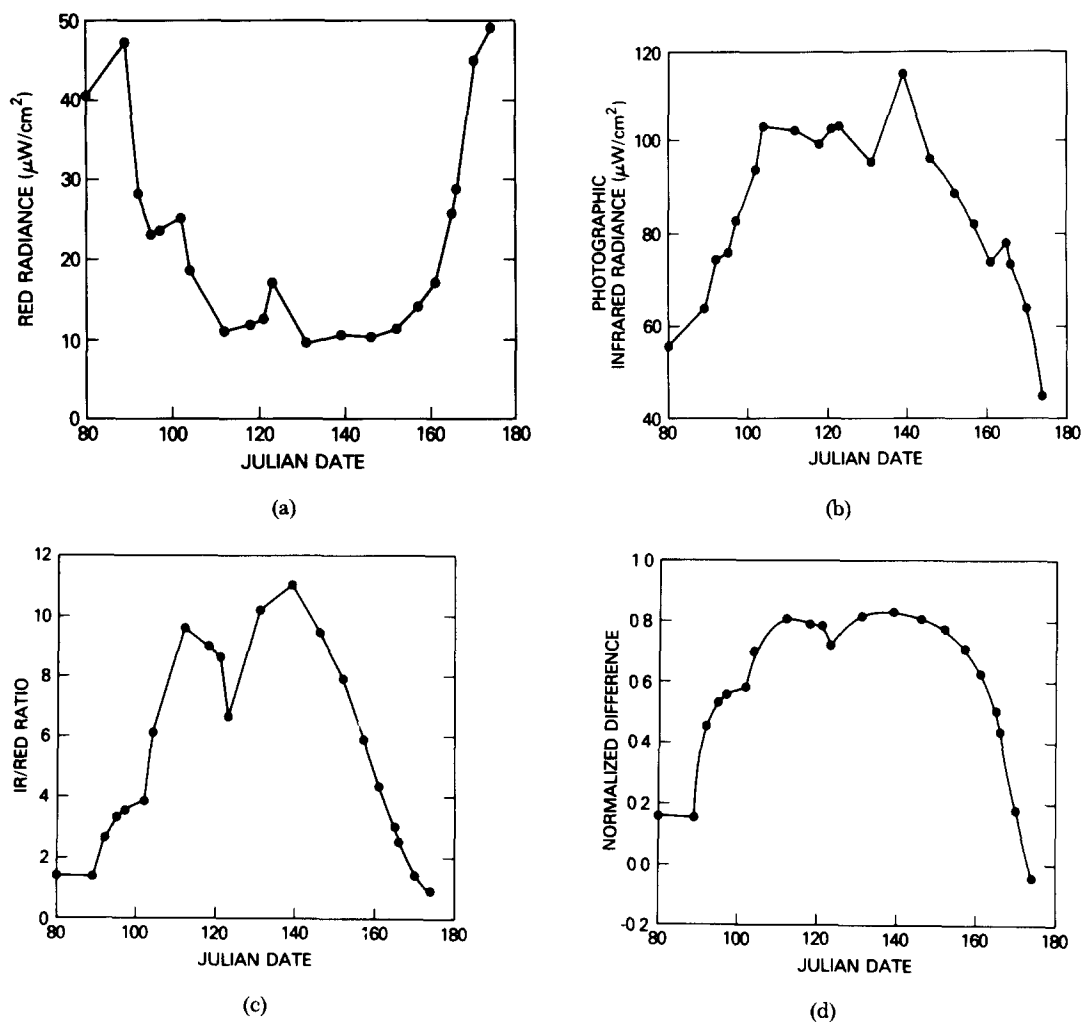 50
40
30
20
10
0
RED RADIANCE (μW/cm²)
80 100 120 140 160 180
JULIAN DATE
(a)
120
100
80
60
40
PHOTOGRAPHIC
INFRARED RADIANCE (μW/cm²)
80 100 120 140 160 180
JULIAN DATE
(b)
12
10
8
6
4
2
0
IR/RED RATIO
80 100 120 140 160 180
JULIAN DATE
(c)
1 0
0 8
0 6
0 4
0 2
0 0
-0 2
NORMALIZED DIFFERENCE
80 100 120 140 160 180
JULIAN DATE
(d)